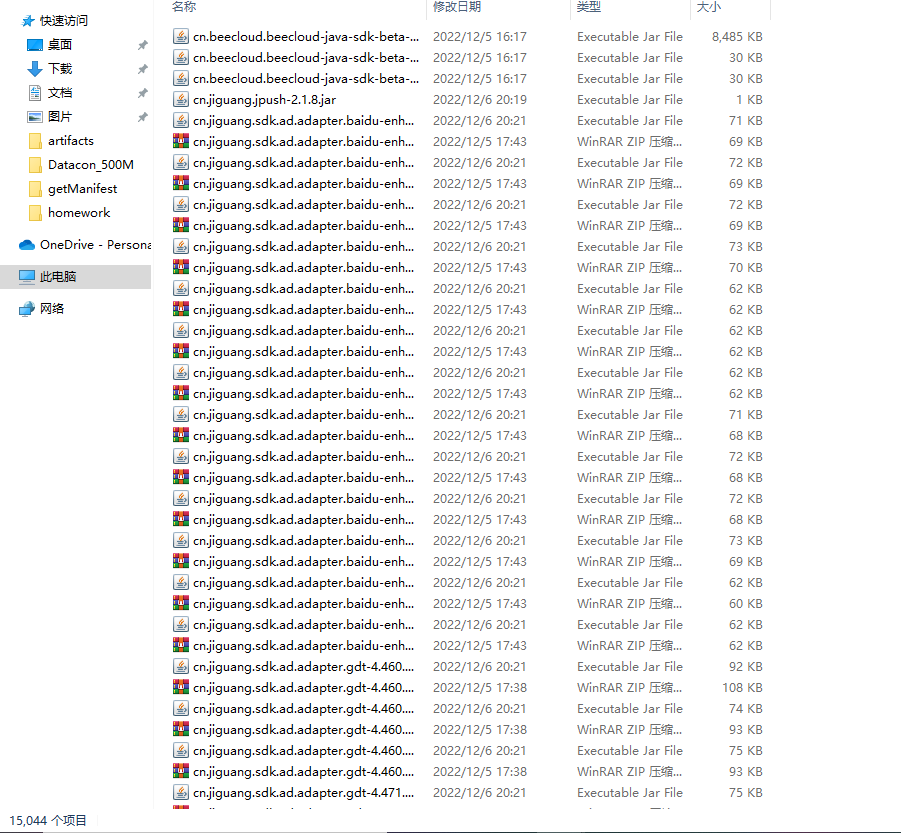 名称 修改日期 类型 大小
快速访问
桌面
下载
文档
图片
artifacts
Datacon_500M
getManifest
homework
OneDrive - Persona
此电脑
网络
cn.beecloud.beecloud-java-sdk-beta-... 2022/12/5 16:17 Executable Jar File 8,485 KB
cn.beecloud.beecloud-java-sdk-beta-... 2022/12/5 16:17 Executable Jar File 30 KB
cn.beecloud.beecloud-java-sdk-beta-... 2022/12/5 16:17 Executable Jar File 30 KB
cn.jiguang.jpush-2.1.8.jar 2022/12/6 20:19 Executable Jar File 1 KB
cn.jiguang.sdk.ad.adapter.baidu-enh... 2022/12/6 20:21 Executable Jar File 71 KB
cn.jiguang.sdk.ad.adapter.baidu-enh... 2022/12/5 17:43 WinRAR ZIP 压缩... 69 KB
cn.jiguang.sdk.ad.adapter.baidu-enh... 2022/12/6 20:21 Executable Jar File 72 KB
cn.jiguang.sdk.ad.adapter.baidu-enh... 2022/12/5 17:43 WinRAR ZIP 压缩... 69 KB
cn.jiguang.sdk.ad.adapter.baidu-enh... 2022/12/6 20:21 Executable Jar File 72 KB
cn.jiguang.sdk.ad.adapter.baidu-enh... 2022/12/5 17:43 WinRAR ZIP 压缩... 69 KB
cn.jiguang.sdk.ad.adapter.baidu-enh... 2022/12/6 20:21 Executable Jar File 73 KB
cn.jiguang.sdk.ad.adapter.baidu-enh... 2022/12/5 17:43 WinRAR ZIP 压缩... 70 KB
cn.jiguang.sdk.ad.adapter.baidu-enh... 2022/12/6 20:21 Executable Jar File 62 KB
cn.jiguang.sdk.ad.adapter.baidu-enh... 2022/12/5 17:43 WinRAR ZIP 压缩... 62 KB
cn.jiguang.sdk.ad.adapter.baidu-enh... 2022/12/6 20:21 Executable Jar File 62 KB
cn.jiguang.sdk.ad.adapter.baidu-enh... 2022/12/5 17:43 WinRAR ZIP 压缩... 62 KB
cn.jiguang.sdk.ad.adapter.baidu-enh... 2022/12/6 20:21 Executable Jar File 62 KB
cn.jiguang.sdk.ad.adapter.baidu-enh... 2022/12/5 17:43 WinRAR ZIP 压缩... 62 KB
cn.jiguang.sdk.ad.adapter.baidu-enh... 2022/12/6 20:21 Executable Jar File 71 KB
cn.jiguang.sdk.ad.adapter.baidu-enh... 2022/12/5 17:43 WinRAR ZIP 压缩... 68 KB
cn.jiguang.sdk.ad.adapter.baidu-enh... 2022/12/6 20:21 Executable Jar File 72 KB
cn.jiguang.sdk.ad.adapter.baidu-enh... 2022/12/5 17:43 WinRAR ZIP 压缩... 68 KB
cn.jiguang.sdk.ad.adapter.baidu-enh... 2022/12/6 20:21 Executable Jar File 72 KB
cn.jiguang.sdk.ad.adapter.baidu-enh... 2022/12/5 17:43 WinRAR ZIP 压缩... 68 KB
cn.jiguang.sdk.ad.adapter.baidu-enh... 2022/12/6 20:21 Executable Jar File 73 KB
cn.jiguang.sdk.ad.adapter.baidu-enh... 2022/12/5 17:43 WinRAR ZIP 压缩... 69 KB
cn.jiguang.sdk.ad.adapter.baidu-enh... 2022/12/6 20:21 Executable Jar File 62 KB
cn.jiguang.sdk.ad.adapter.baidu-enh... 2022/12/5 17:43 WinRAR ZIP 压缩... 60 KB
cn.jiguang.sdk.ad.adapter.baidu-enh... 2022/12/6 20:21 Executable Jar File 62 KB
cn.jiguang.sdk.ad.adapter.baidu-enh... 2022/12/5 17:43 WinRAR ZIP 压缩... 62 KB
cn.jiguang.sdk.ad.adapter.gdt-4.460.... 2022/12/6 20:21 Executable Jar File 92 KB
cn.jiguang.sdk.ad.adapter.gdt-4.460.... 2022/12/5 17:38 WinRAR ZIP 压缩... 108 KB
cn.jiguang.sdk.ad.adapter.gdt-4.460.... 2022/12/6 20:21 Executable Jar File 74 KB
cn.jiguang.sdk.ad.adapter.gdt-4.460.... 2022/12/5 17:38 WinRAR ZIP 压缩... 93 KB
cn.jiguang.sdk.ad.adapter.gdt-4.460.... 2022/12/6 20:21 Executable Jar File 75 KB
cn.jiguang.sdk.ad.adapter.gdt-4.460.... 2022/12/5 17:38 WinRAR ZIP 压缩... 93 KB
cn.jiguang.sdk.ad.adapter.gdt-4.471.... 2022/12/6 20:21 Executable Jar File 75 KB
15,044 个项目